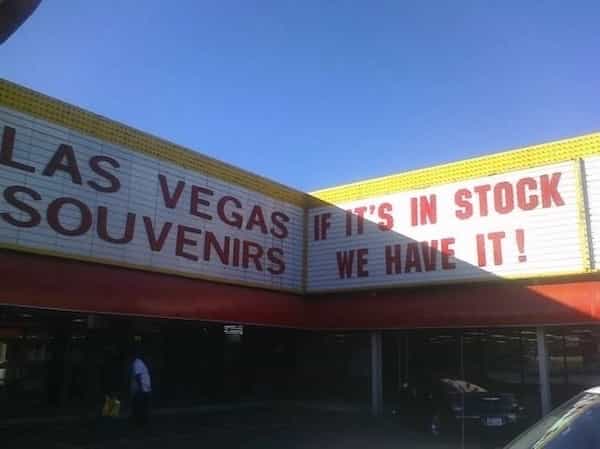 LAS VEGAS
SOUVENIRS
IF IT'S IN STOCK
WE HAVE IT!